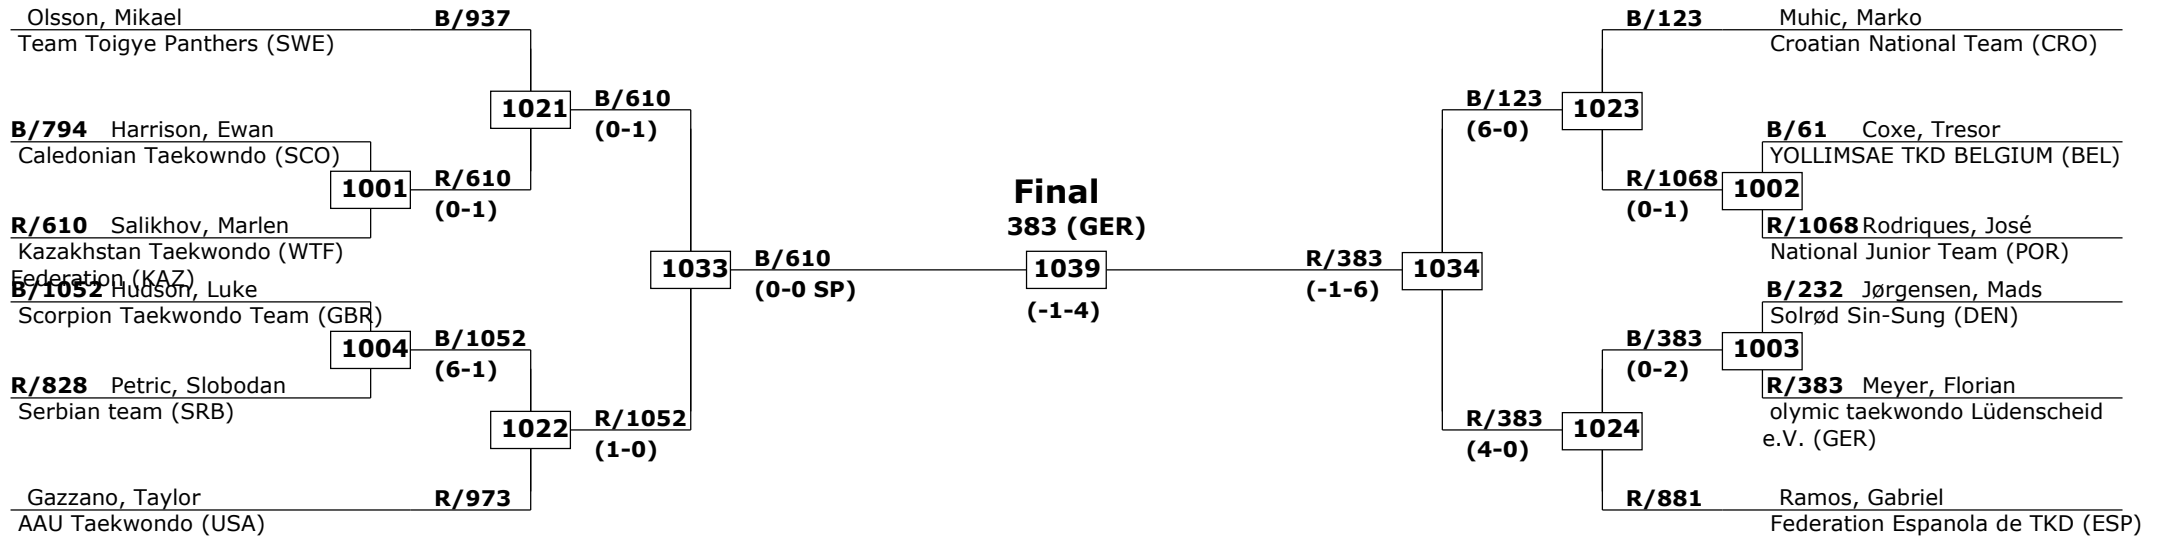 Olsson, Mikael B/937
Team Toigye Panthers (SWE)
1021 B/610
(0-1)
B/794 Harrison, Ewan
Caledonian Taekowndo (SCO)
1001 R/610
(0-1)
R/610 Salikhov, Marlen
Kazakhstan Taekwondo (WTF)
Federation (KAZ)
1033 B/610
(0-0 SP)
B/1052 Hudson, Luke
Scorpion Taekwondo Team (GBR)
1004 B/1052
(6-1)
R/828 Petric, Slobodan
Serbian team (SRB)
1022 R/1052
(1-0)
Gazzano, Taylor R/973
AAU Taekwondo (USA)
Final
383 (GER)
1039
(-1-4)
B/123 Muhic, Marko
Croatian National Team (CRO)
B/123 1023
(6-0)
B/61 Coxe, Tresor
YOLLIMSAE TKD BELGIUM (BEL)
R/1068 1002
(0-1)
R/1068 Rodriques, José
National Junior Team (POR)
R/383 1034
(-1-6)
B/232 Jørgensen, Mads
Solrød Sin-Sung (DEN)
B/383 1003
(0-2)
R/383 Meyer, Florian
olymic taekwondo Lüdenscheid
e.V. (GER)
R/383 1024
(4-0)
R/881 Ramos, Gabriel
Federation Espanola de TKD (ESP)